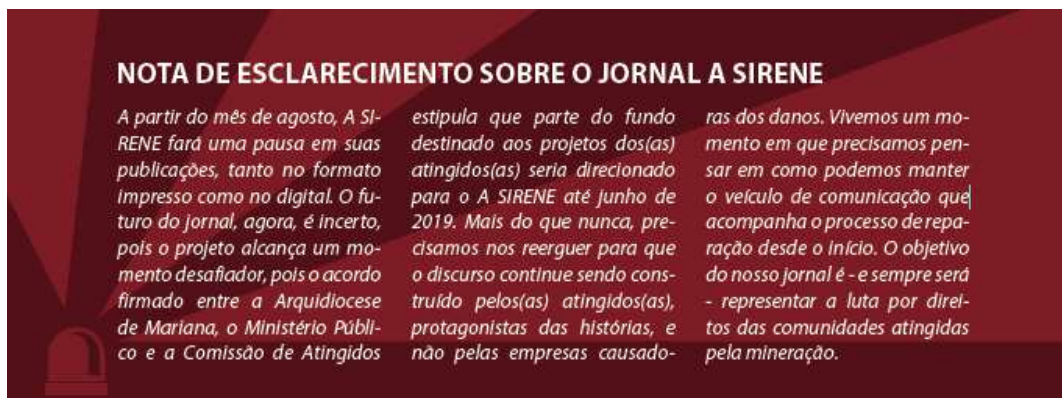 NOTA DE ESCLARECIMENTO SOBRE O JORNAL A SIRENE
A partir do mês de agosto, A SI-
RENE fará uma pausa em suas
publicações, tanto no formato
impresso como no digital. O fu-
turo do jornal, agora, é incerto,
pois o projeto alcança um mo-
mento desafiador, pois o acordo
firmado entre a Arquidiocese
de Mariana, o Ministério Públi-
co e a Comissão de Atingidos
estipula que parte do fundo
destinado aos projetos dos(as)
atingidos(as) seria direcionado
para o A SIRENE até junho de
2019. Mais do que nunca, pre-
cisamos nos reerguer para que
o discurso continue sendo cons-
truído pelos(as) atingidos(as),
protagonistas das histórias, e
não pelas empresas causado-
ras dos danos. Vivemos um mo-
mento em que precisamos pen-
sar em como podemos manter
o veículo de comunicação que
acompanha o processo de repa-
ração desde o início. O objetivo
do nosso jornal é - e sempre será
- representar a luta por direi-
tos das comunidades atingidas
pela mineração.